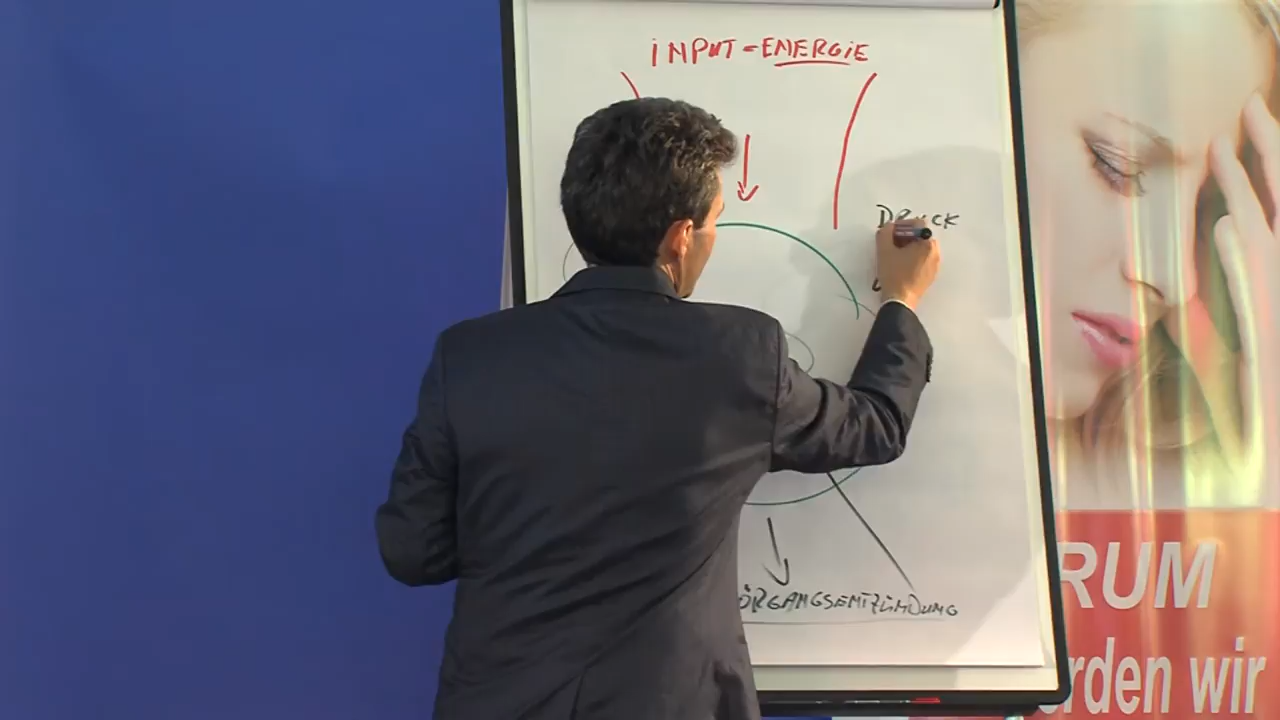 INPUT = ENERGIE
DRUCK
ÖRGANGSENTZÜNDUNG
RUM
rden wir